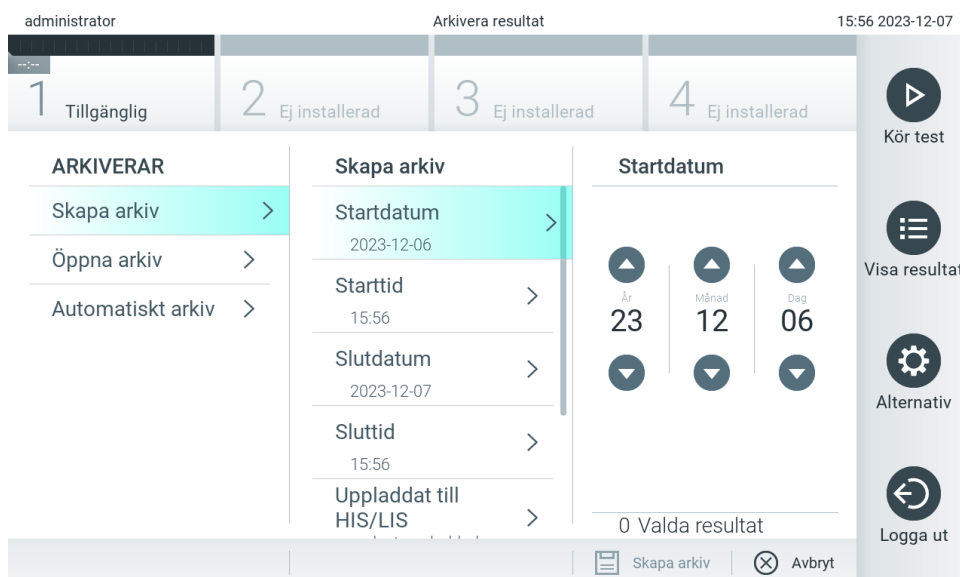 administrator
Arkivera resultat
15:56 2023-12-07
--:--
1 Tillgänglig
2 Ej installerad
3 Ej installerad
4 Ej installerad
Kör test
Visa resultat
Alternativ
Logga ut
ARKIVERAR
Skapa arkiv
Öppna arkiv
Automatiskt arkiv
Skapa arkiv
Startdatum
2023-12-06
Starttid
15:56
Slutdatum
2023-12-07
Sluttid
15:56
Uppladdat till
HIS/LIS
Startdatum
År
Månad
Dag
23
12
06
0 Valda resultat
Skapa arkiv
Avbryt